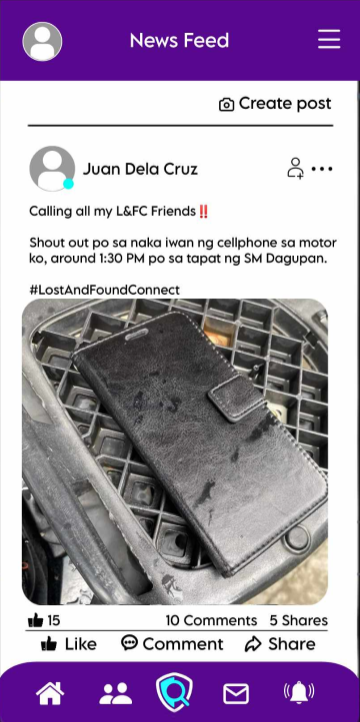 News Feed
Create post
Juan Dela Cruz
Calling all my L&FC Friends‼️
Shout out po sa naka iwan ng cellphone sa motor
ko, around 1:30 PM po sa tapat ng SM Dagupan.
#LostAndFoundConnect
15 10 Comments 5 Shares
Like Comment Share